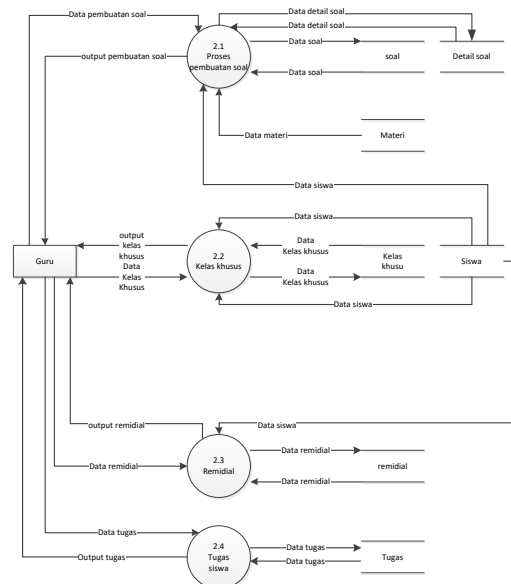 Data pembuatan soal
Data detail soal
Data detail soal
2.1
Proses
pembuatan soal
Data soal
soal
Detail soal
output pembuatan soal
Data soal
Data materi
Materi
Data siswa
Data siswa
output
kelas
khusus
Data
Kelas
Khusus
Guru
2.2
Kelas khusus
Data
Kelas khusus
Data
Kelas khusus
Kelas
khusu
Siswa
Data siswa
output remidial
Data siswa
2.3
Remidial
Data remidial
remidial
Data remidial
Data remidial
Data tugas
2.4
Tugas
siswa
Data tugas
Tugas
Output tugas
Data tugas